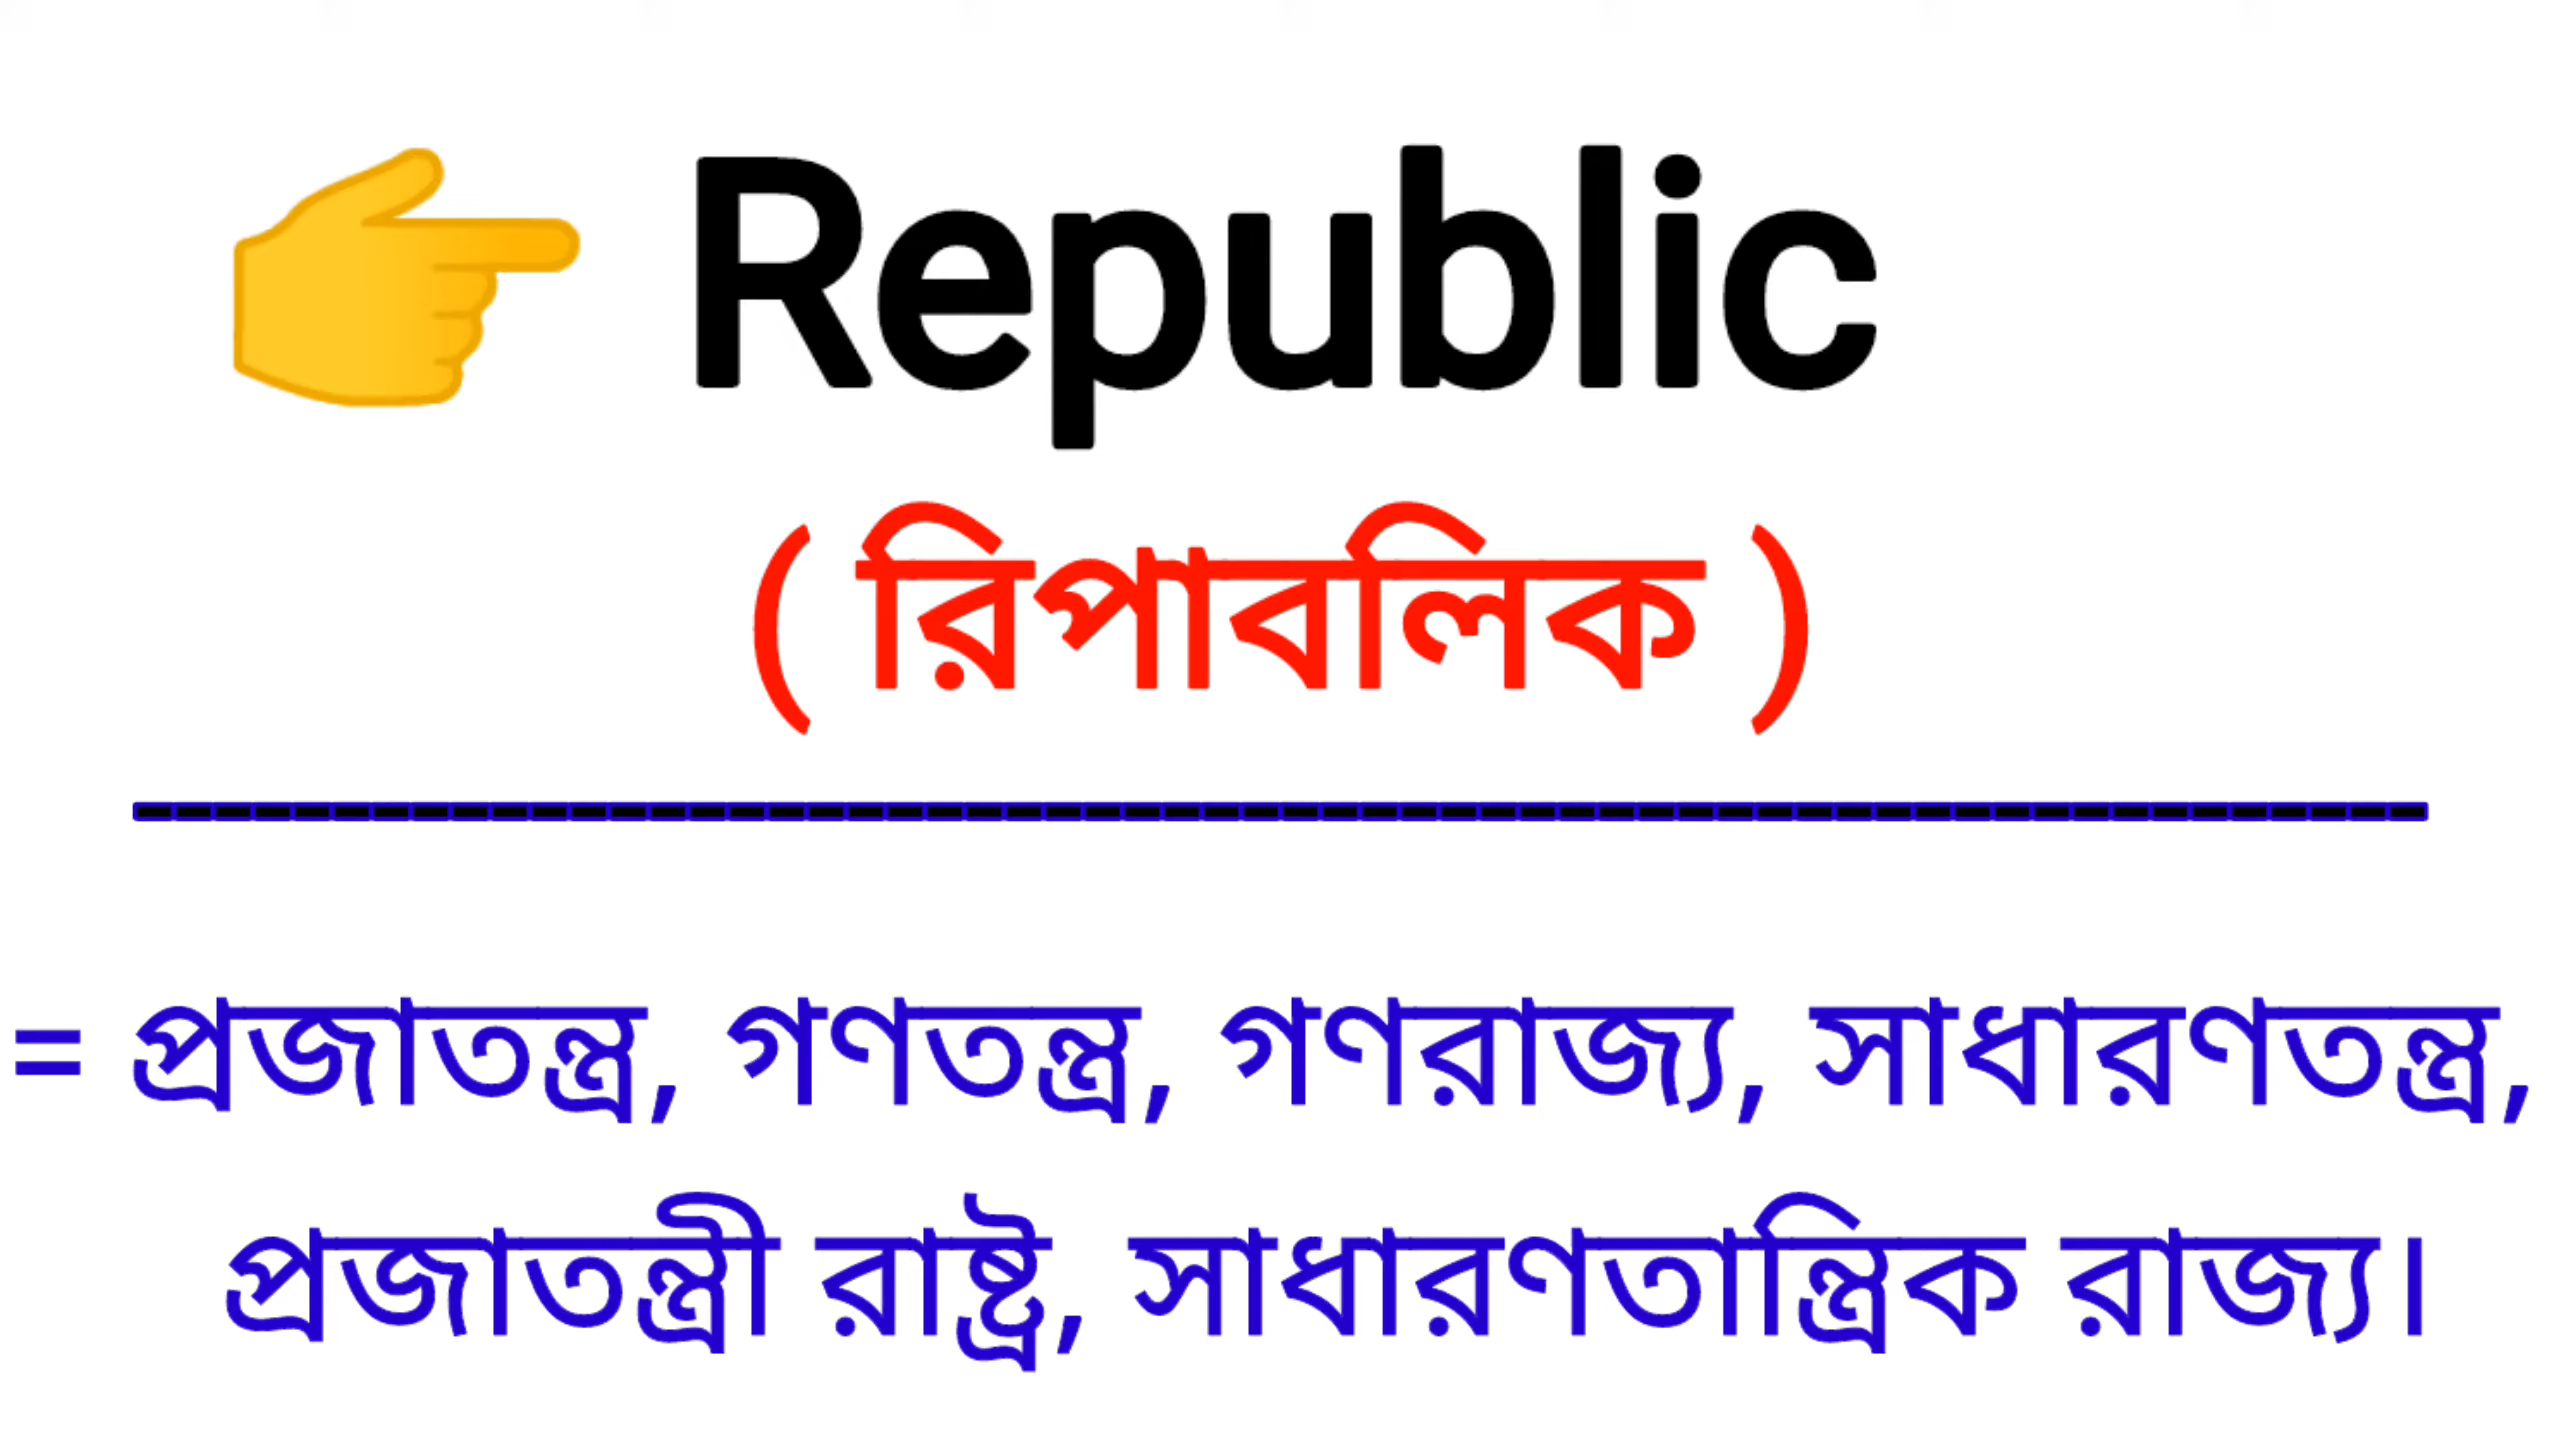 👉 Republic
( রিপাবলিক )
----------------------------------------------------------
= প্রজাতন্ত্র, গণতন্ত্র, গণরাজ্য, সাধারণতন্ত্র,
প্রজাতন্ত্রী রাষ্ট্র, সাধারণতান্ত্রিক রাজ্য।